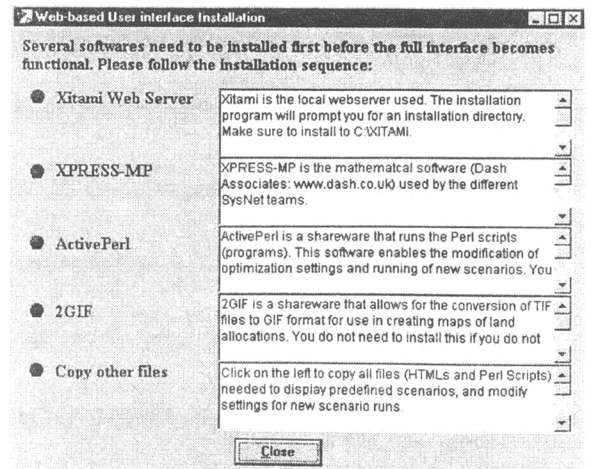 Web-based User interface Installation
Several softwares need to be installed first before the full interface becomes
functional. Please follow the installation sequence:
Xitami Web Server
Xitami is the local webserver used. The installation
program will prompt you for an installation directory.
Make sure to install to C:\XITAMI.
XPRESS-MP
XPRESS-MP is the mathematcal software (Dash
Associates: www.dash.co.uk) used by the different
SysNet teams.
ActivePerl
ActivePerl is a shareware that runs the Perl scripts
(programs). This software enables the modification of
optimization settings and running of new scenarios. You
2GIF
2GIF is a shareware that allows for the conversion of TIF
files to GIF format for use in creating maps of land
allocations. You do not need to install this if you do not
Copy other files
Click on the left to copy all files (HTMLs and Perl Scripts)
needed to display predefined scenarios, and modify
settings for new scenario runs.
Close